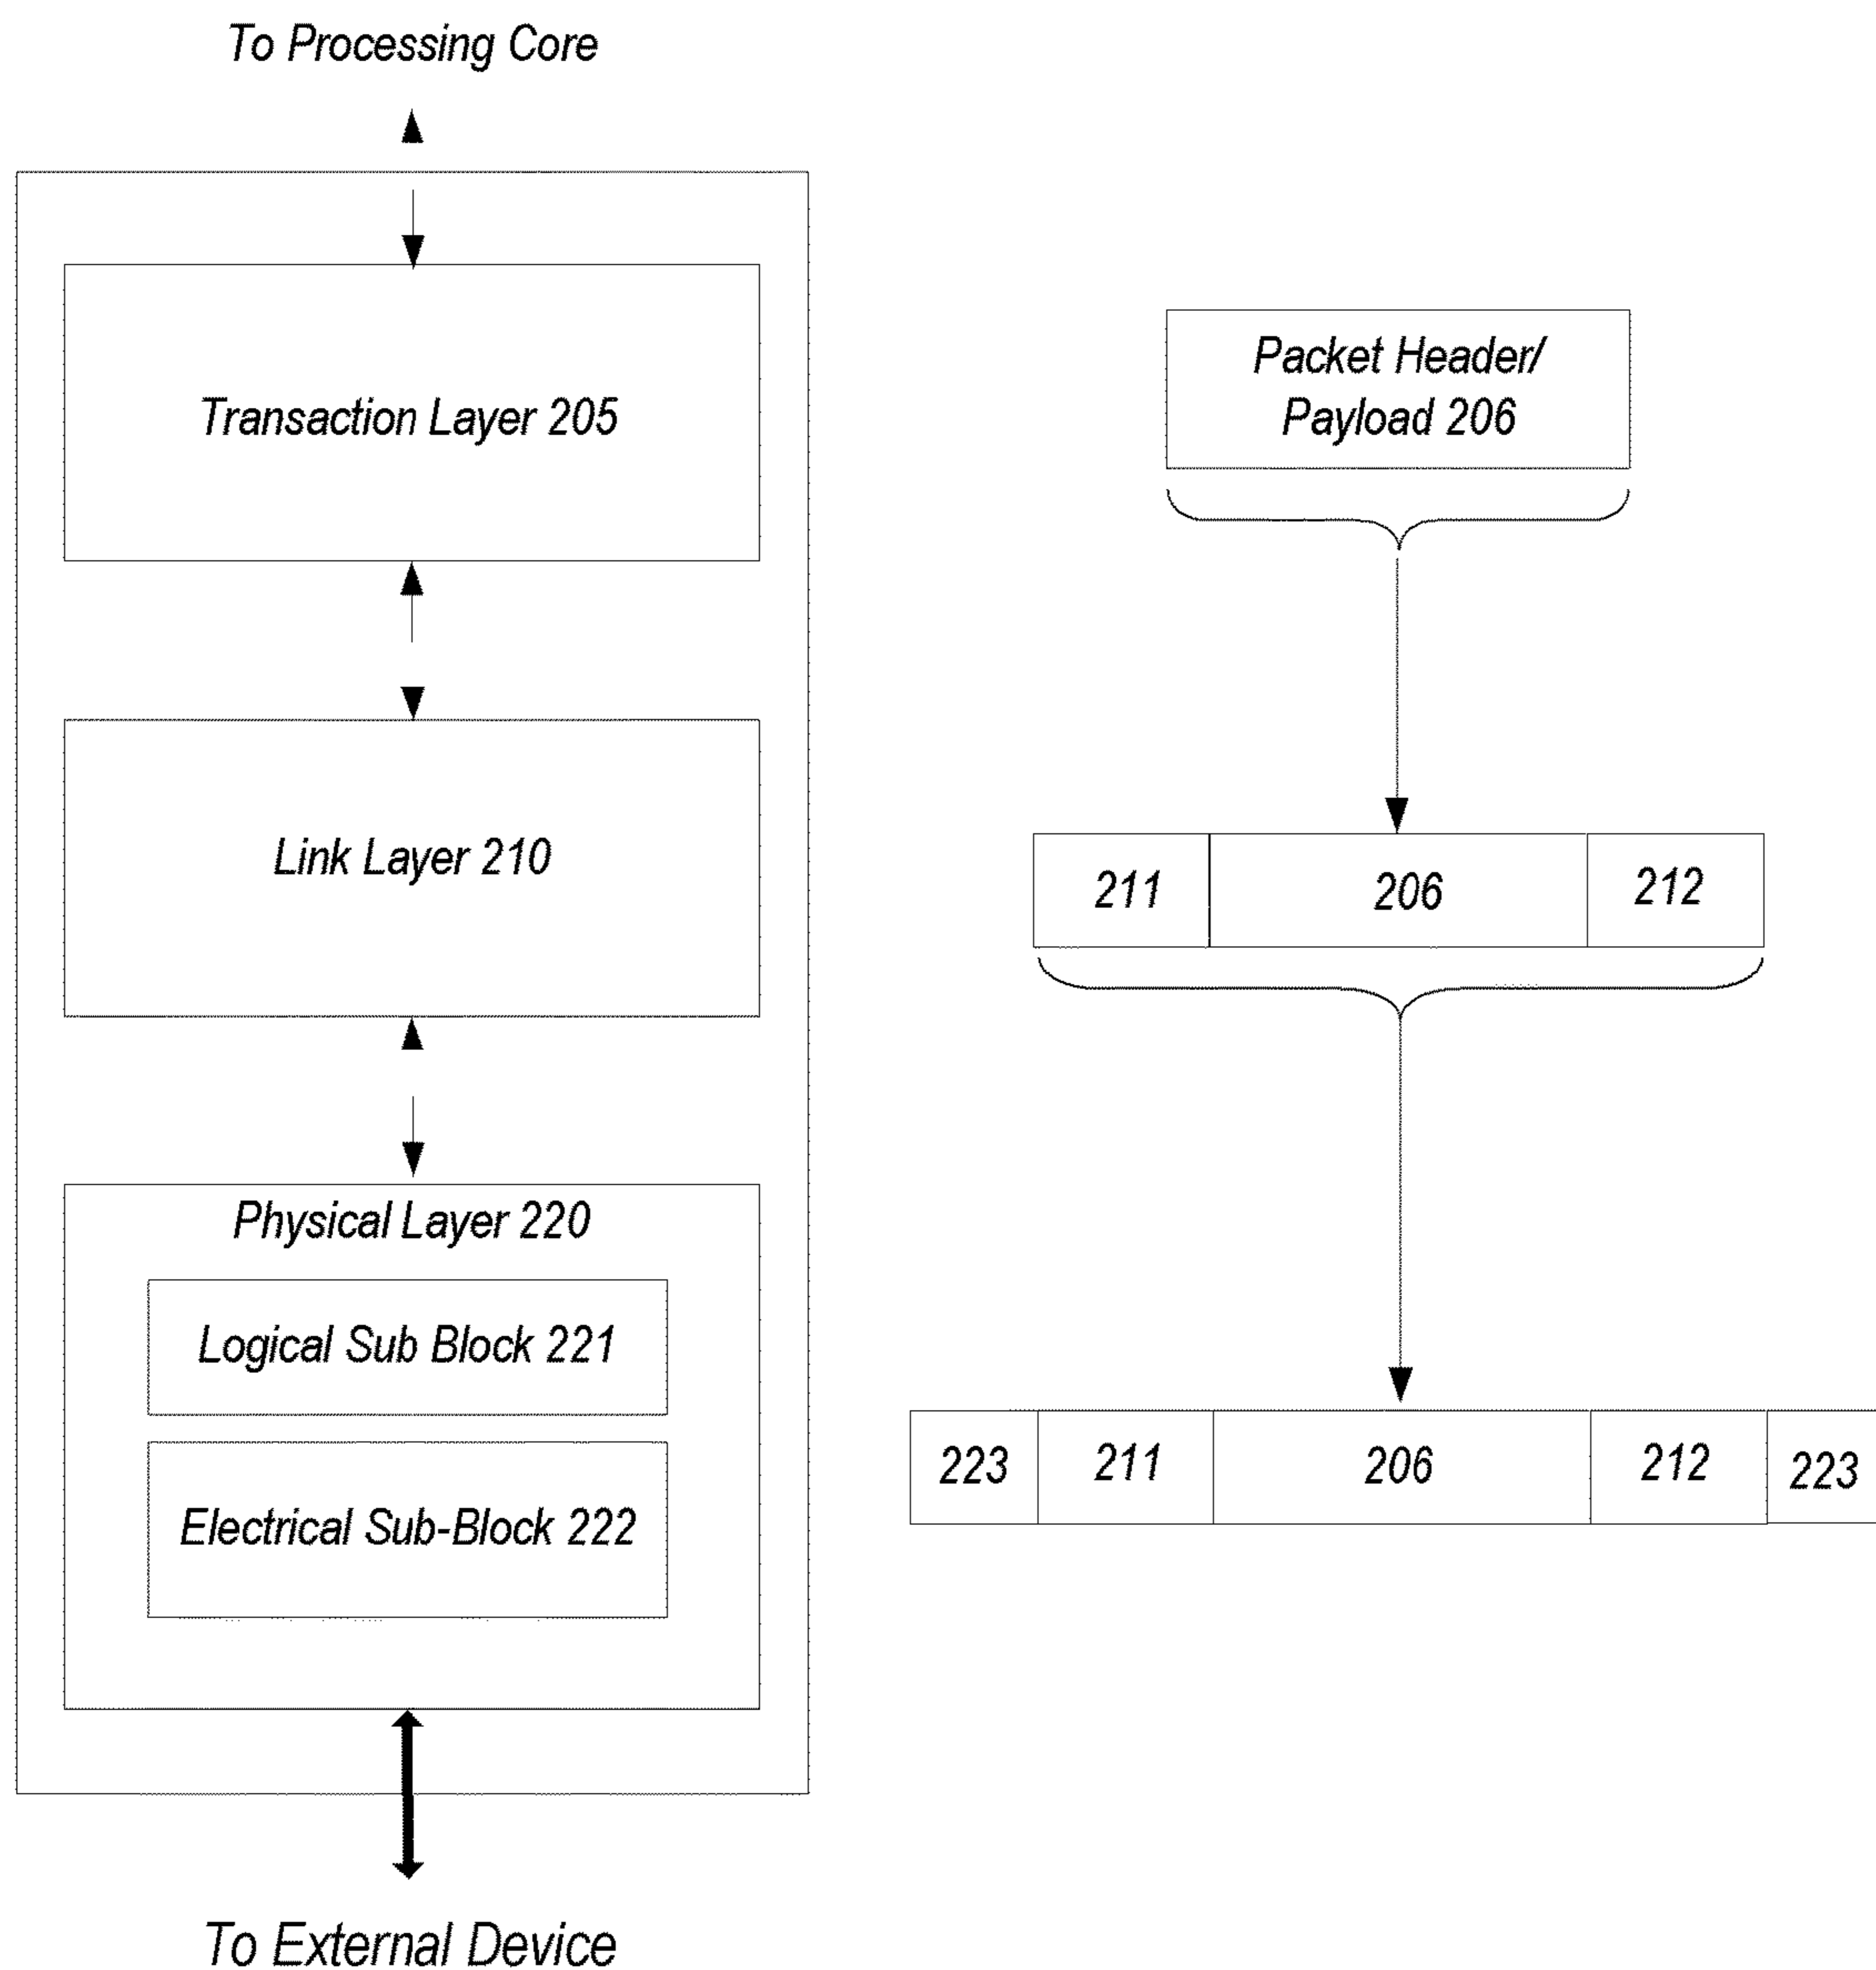 To Processing Core
Transaction Layer 205
Packet Header/
Payload 206
Link Layer 210
211
206
212
Physical Layer 220
Logical Sub Block 221
Electrical Sub-Block 222
223
211
206
212
223
To External Device